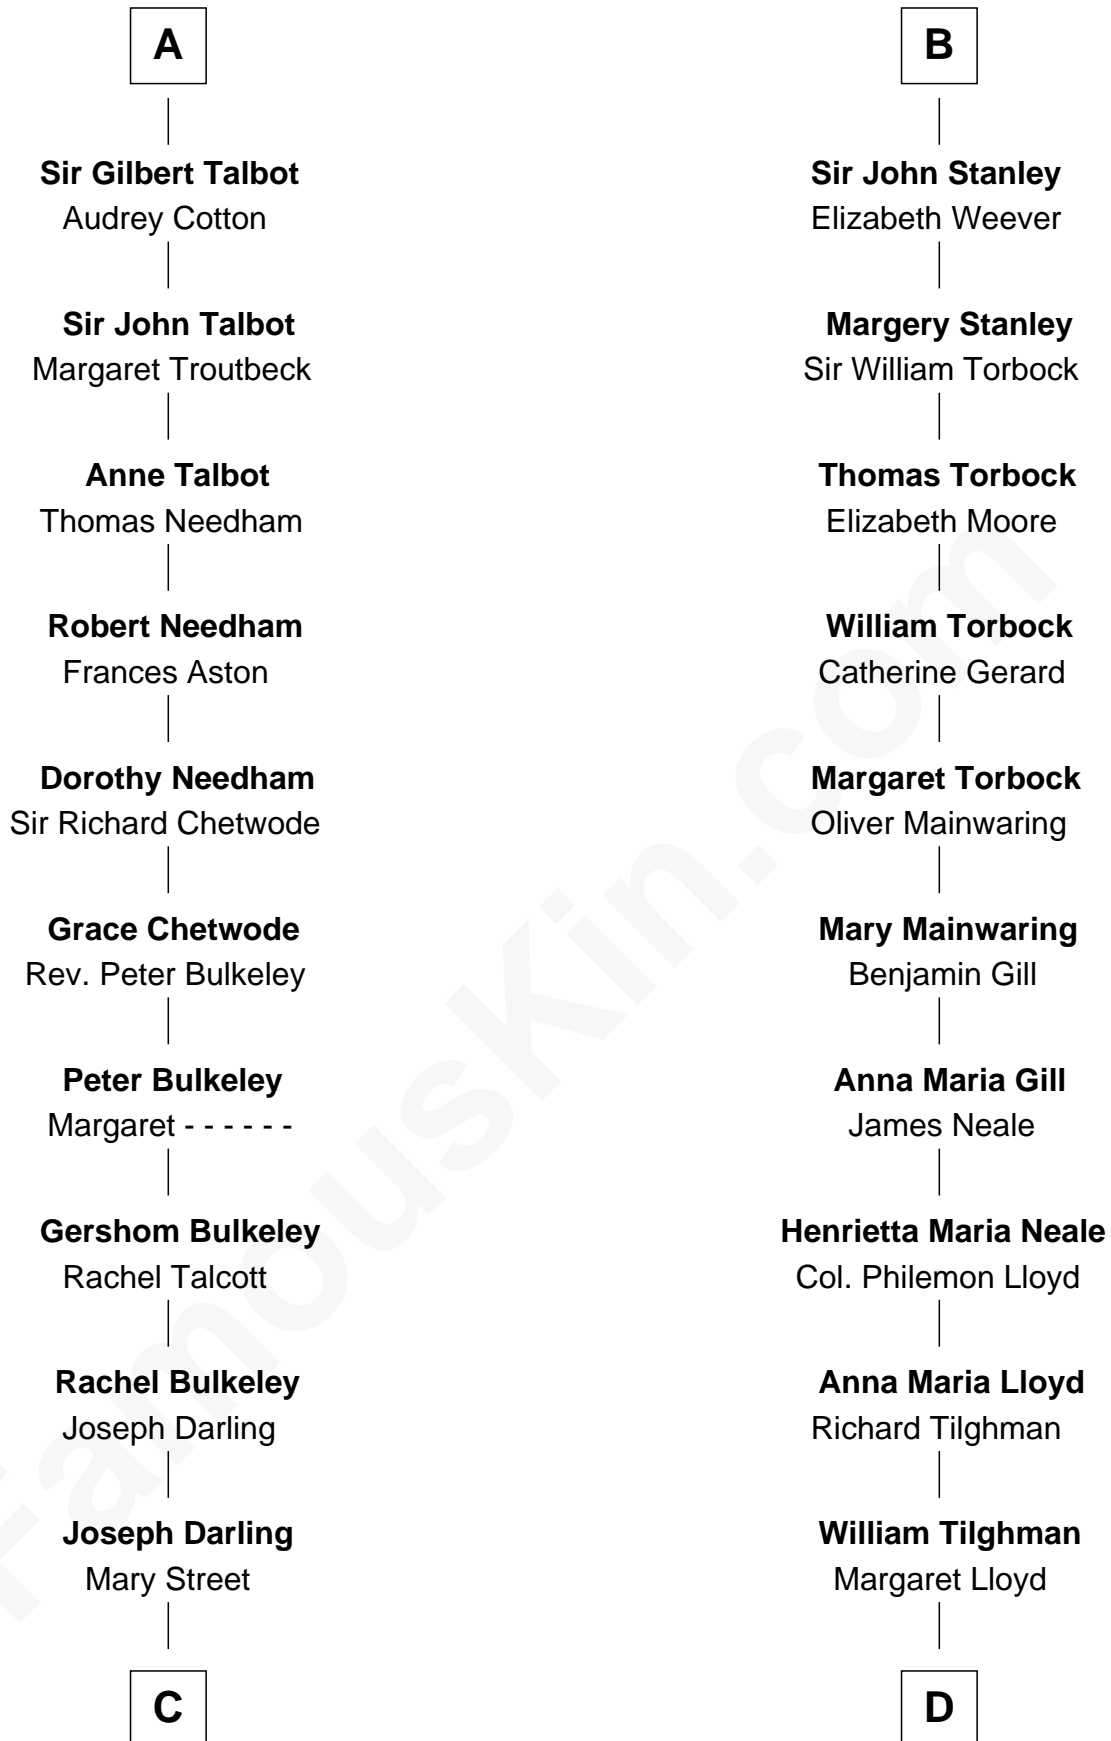 A
Sir Gilbert Talbot
Audrey Cotton
Sir John Talbot
Margaret Troutbeck
Anne Talbot
Thomas Needham
Robert Needham
Frances Aston
Dorothy Needham
Sir Richard Chetwode
Grace Chetwode
Rev. Peter Bulkeley
Peter Bulkeley
Margaret - - - - - -
Gershom Bulkeley
Rachel Talcott
Rachel Bulkeley
Joseph Darling
Joseph Darling
Mary Street
C
B
Sir John Stanley
Elizabeth Weever
Margery Stanley
Sir William Torbock
Thomas Torbock
Elizabeth Moore
William Torbock
Catherine Gerard
Margaret Torbock
Oliver Mainwaring
Mary Mainwaring
Benjamin Gill
Anna Maria Gill
James Neale
Henrietta Maria Neale
Col. Philemon Lloyd
Anna Maria Lloyd
Richard Tilghman
William Tilghman
Margaret Lloyd
D
FamousKin.com